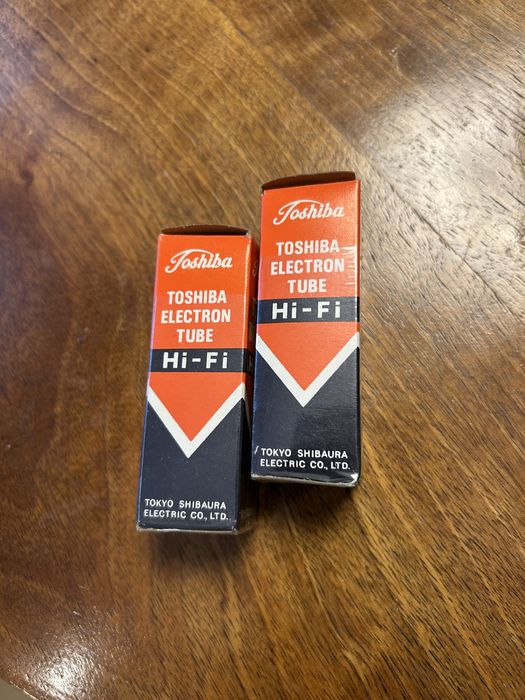 Toshiba
TOSHIBA
ELECTRON
TUBE
Hi-Fi
TOKYO SHIBAURA
ELECTRIC CO., LTD.
Toshiba
TOSHIBA
ELECTRON
TUBE
Hi-Fi
TOKYO SHIBAURA
ELECTRIC CO., LTD.